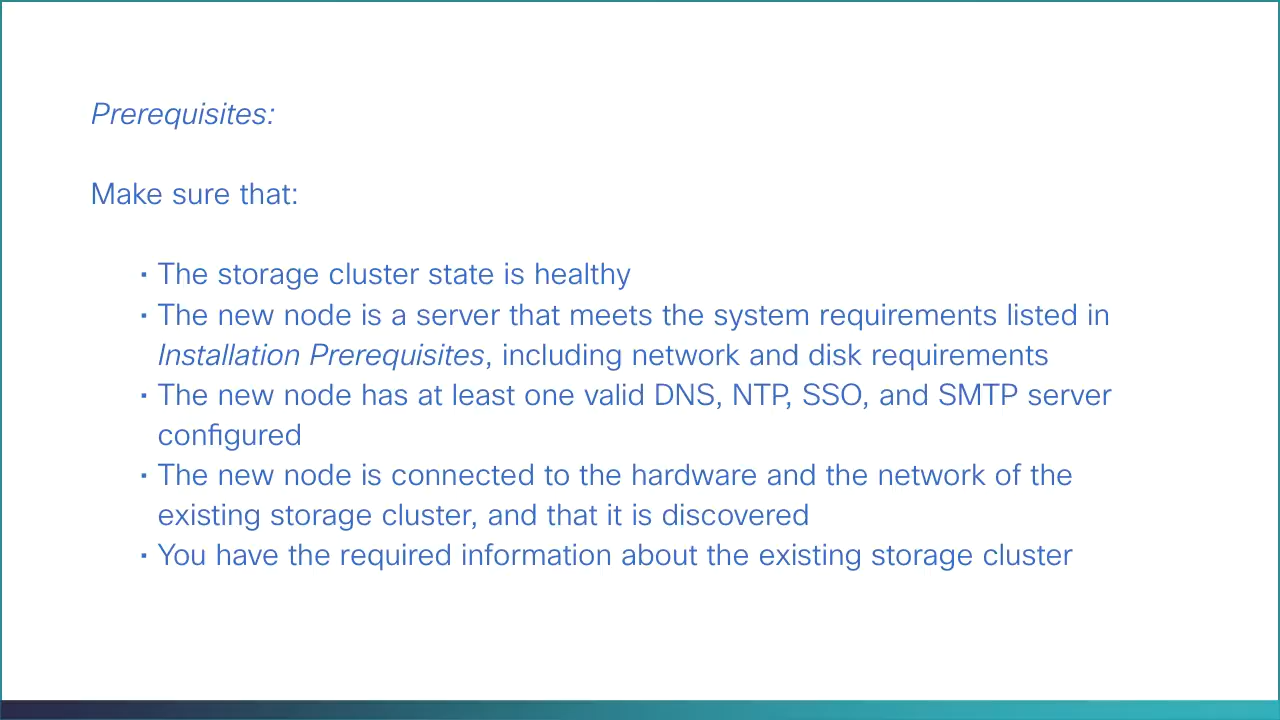 Prerequisites:
Make sure that:
▪ The storage cluster state is healthy
▪ The new node is a server that meets the system requirements listed in
Installation Prerequisites, including network and disk requirements
▪ The new node has at least one valid DNS, NTP, SSO, and SMTP server
configured
▪ The new node is connected to the hardware and the network of the
existing storage cluster, and that it is discovered
▪ You have the required information about the existing storage cluster